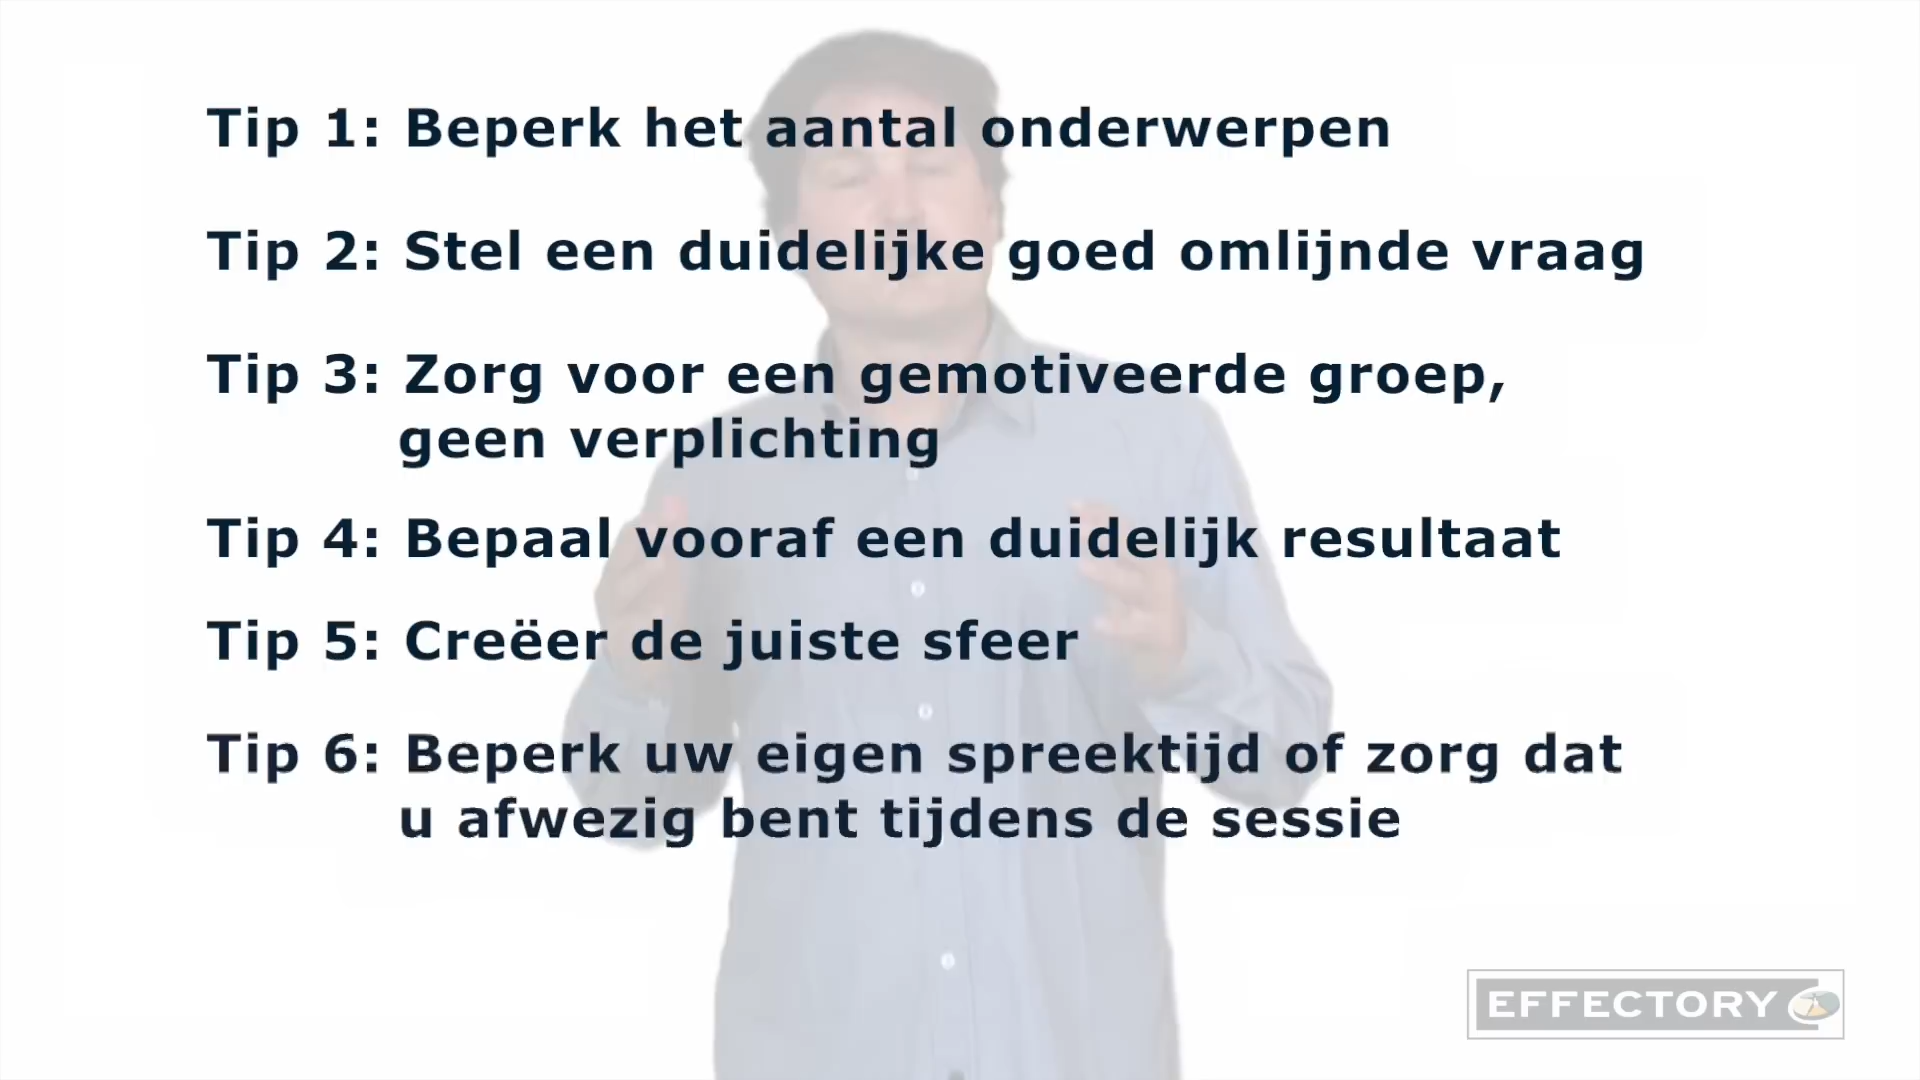 Tip 1: Beperk het aantal onderwerpen
Tip 2: Stel een duidelijke goed omlijnde vraag
Tip 3: Zorg voor een gemotiveerde groep,
geen verplichting
Tip 4: Bepaal vooraf een duidelijk resultaat
Tip 5: Creëer de juiste sfeer
Tip 6: Beperk uw eigen spreektijd of zorg dat
u afwezig bent tijdens de sessie
EFFECTORY